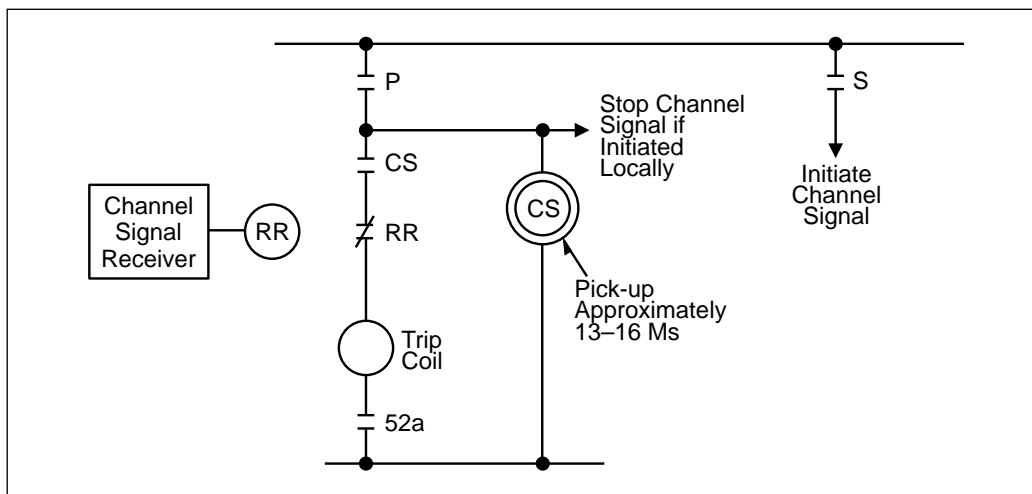 P
S
CS
RR
Channel
Signal
Receiver
RR
Trip
Coil
52a
Stop Channel
Signal if
Initiated
Locally
CS
Pick-up
Approximately
13–16 Ms
Initiate
Channel
Signal